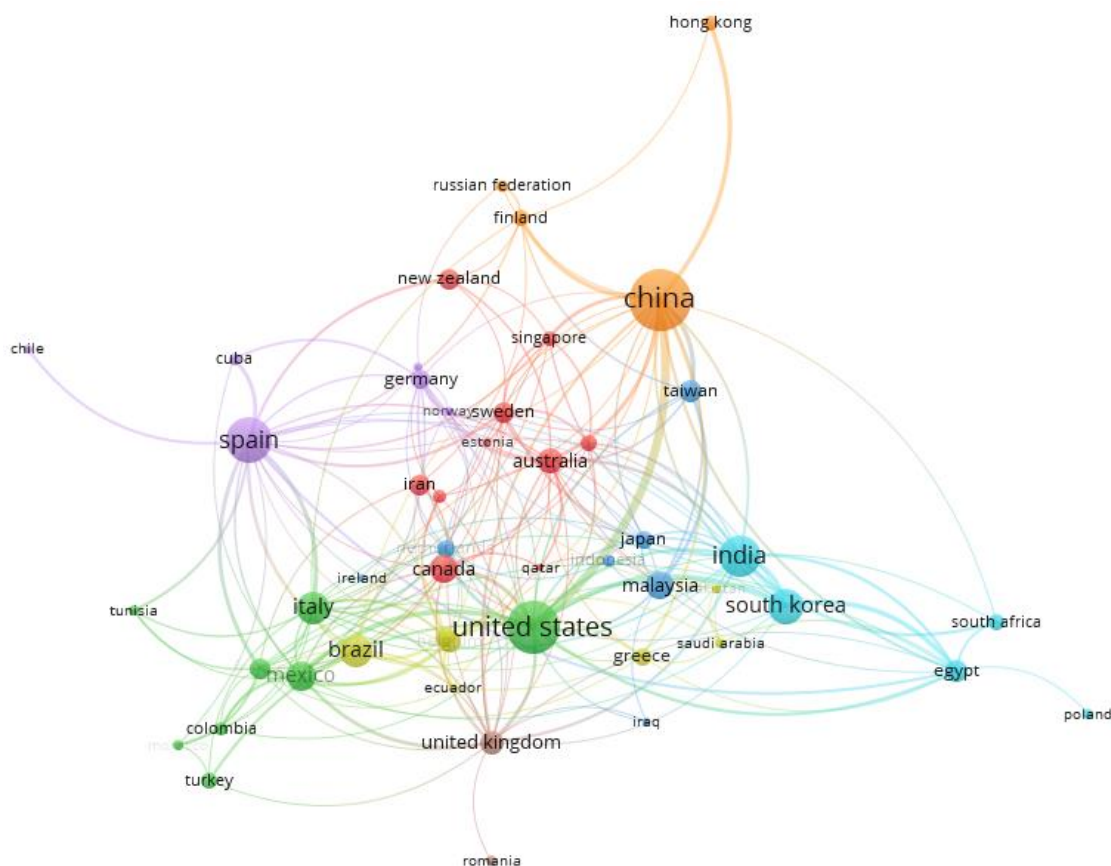 hong kong
russian federation
finland
new zealand
china
singapore
chile
cuba
germany
taiwan
norway
sweden
spain
estonia
australia
iran
japan
india
indonesia
canada
qatar
ireland
malaysia
italy
south korea
tunisia
united states
south africa
brazil
saudi arabia
greece
mexico
egypt
ecuador
poland
colombia
iraq
united kingdom
turkey
romania